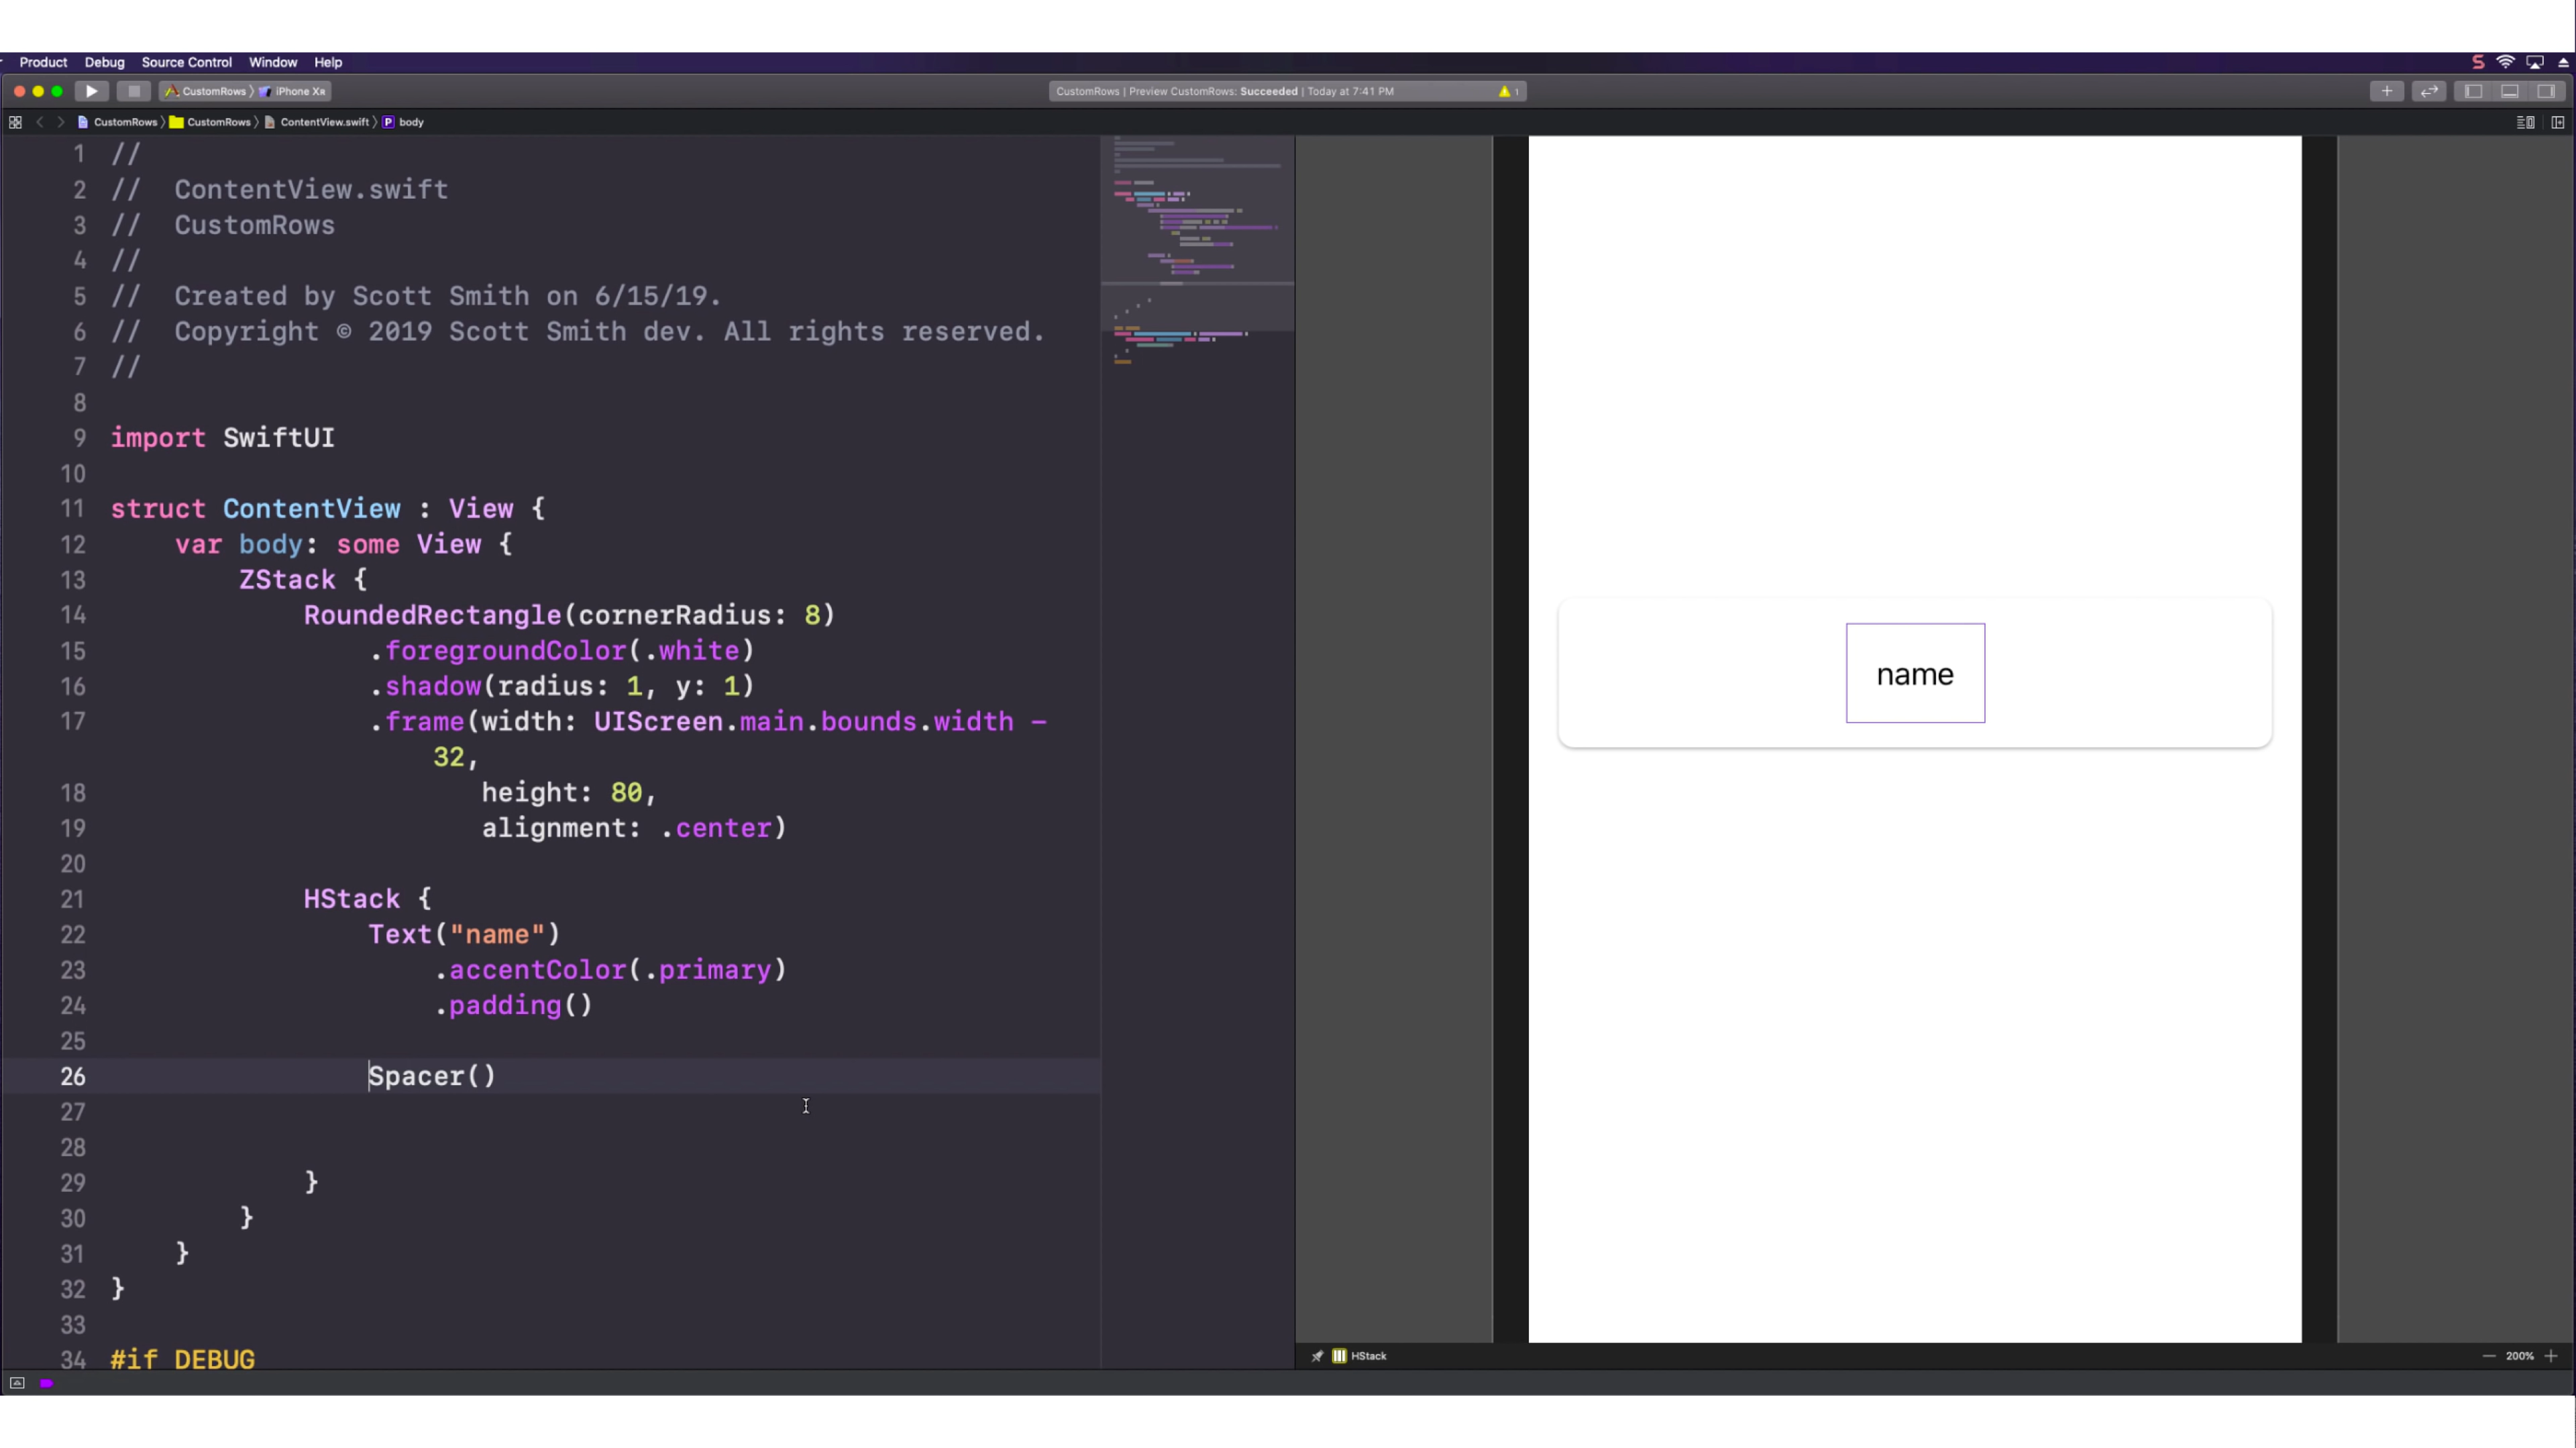 Product Debug Source Control Window Help
CustomRows iPhone XR CustomRows | Preview CustomRows: Succeeded | Today at 7:41 PM 1
CustomRows CustomRows ContentView.swift P body
1 //
2 //  ContentView.swift
3 //  CustomRows
4 //
5 //  Created by Scott Smith on 6/15/19.
6 //  Copyright © 2019 Scott Smith dev. All rights reserved.
7 //
8
9 import SwiftUI
10
11 struct ContentView : View {
12     var body: some View {
13         ZStack {
14             RoundedRectangle(cornerRadius: 8)
15                 .foregroundColor(.white)
16                 .shadow(radius: 1, y: 1)
17                 .frame(width: UIScreen.main.bounds.width -
32,
18                        height: 80,
19                        alignment: .center)
20
21             HStack {
22                 Text("name")
23                     .accentColor(.primary)
24                     .padding()
25
26                 Spacer()
27
28
29             }
30         }
31     }
32 }
33
34 #if DEBUG
name
HStack
200%